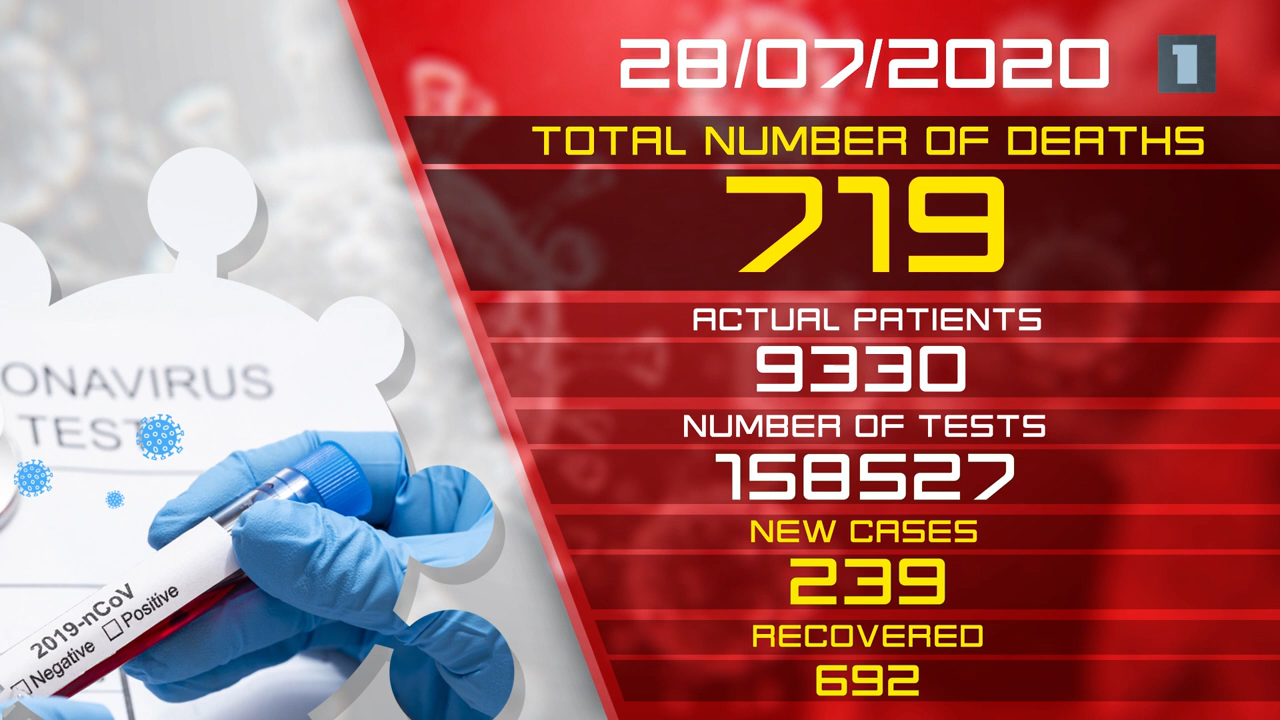 28/07/2020 1
TOTAL NUMBER OF DEATHS
719
ACTUAL PATIENTS
9330
NUMBER OF TESTS
158527
NEW CASES
239
RECOVERED
692
ONAVIRUS
TEST
2019-nCoV
Negative Positive